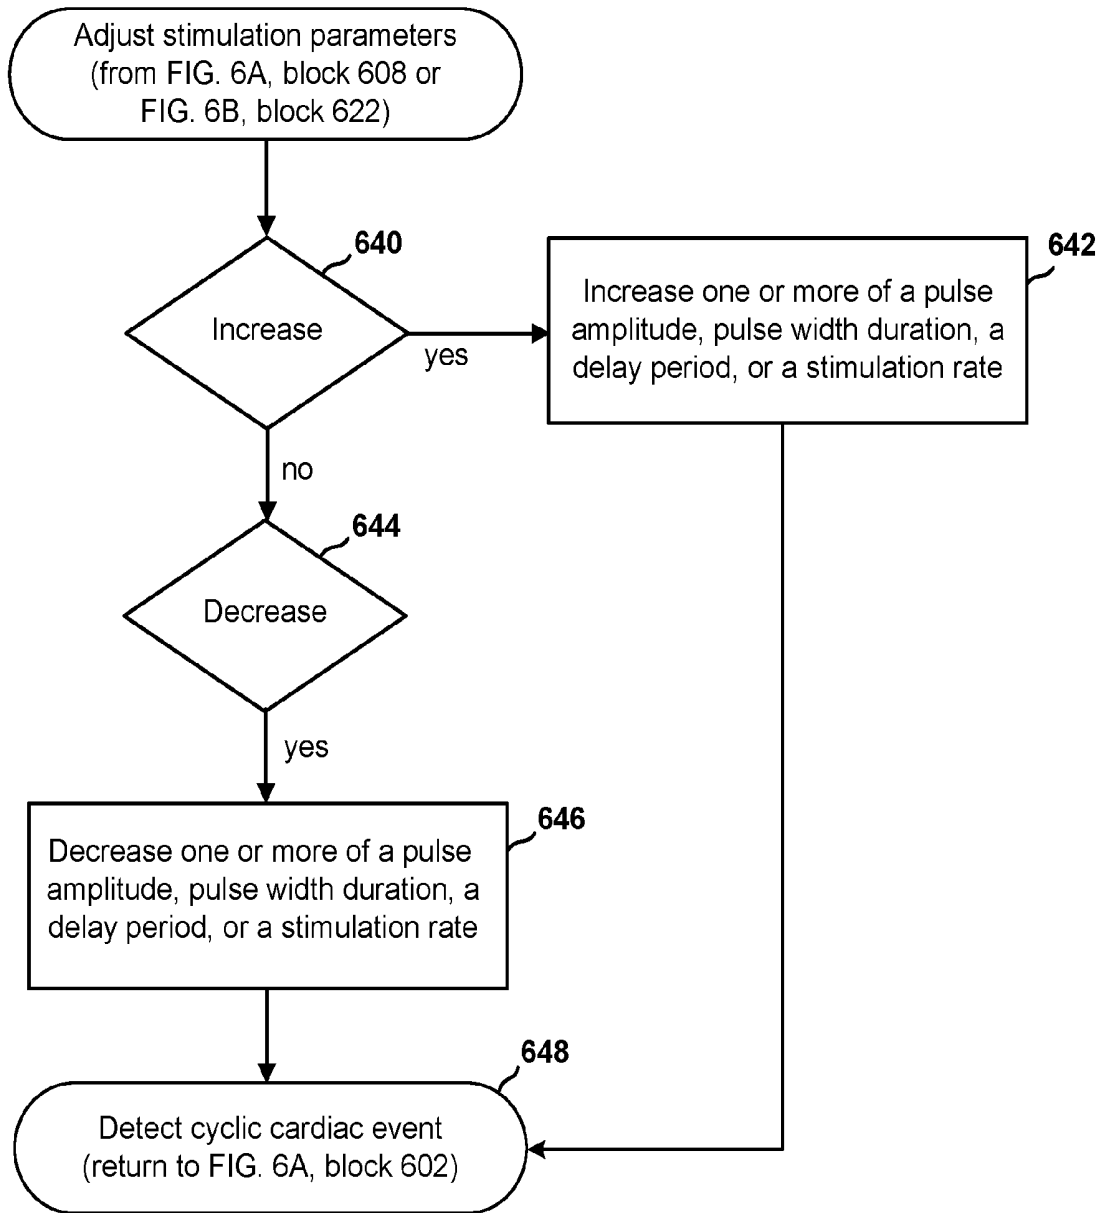 Adjust stimulation parameters
(from FIG. 6A, block 608 or
FIG. 6B, block 622)
640
Increase
yes
642
Increase one or more of a pulse
amplitude, pulse width duration, a
delay period, or a stimulation rate
no
644
Decrease
yes
646
Decrease one or more of a pulse
amplitude, pulse width duration, a
delay period, or a stimulation rate
648
Detect cyclic cardiac event
(return to FIG. 6A, block 602)